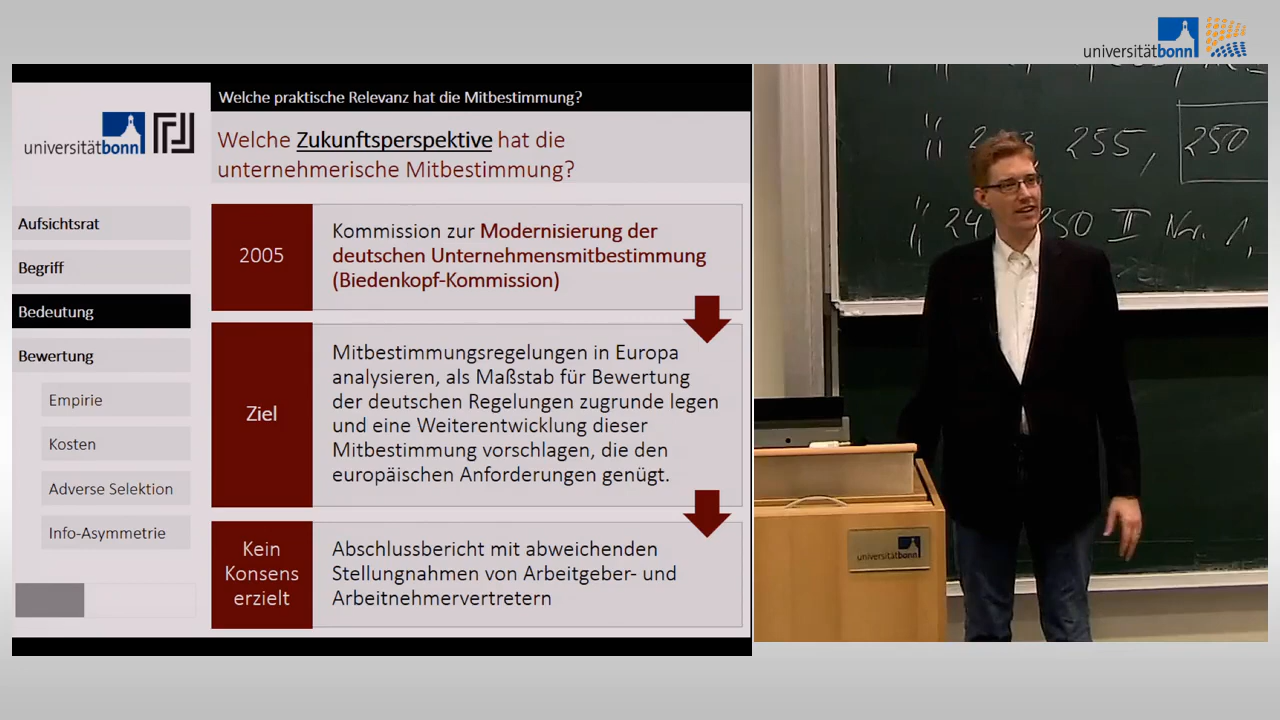 universitätbonn
Welche praktische Relevanz hat die Mitbestimmung?
universitätbonn
Welche Zukunftsperspektive hat die
unternehmerische Mitbestimmung?
Aufsichtsrat
Begriff
Bedeutung
Bewertung
Empirie
Kosten
Adverse Selektion
Info-Asymmetrie
2005
Kommission zur Modernisierung der
deutschen Unternehmensmitbestimmung
(Biedenkopf-Kommission)
Ziel
Mitbestimmungsregelungen in Europa
analysieren, als Maßstab für Bewertung
der deutschen Regelungen zugrunde legen
und eine Weiterentwicklung dieser
Mitbestimmung vorschlagen, die den
europäischen Anforderungen genügt.
Kein
Konsens
erzielt
Abschlussbericht mit abweichenden
Stellungnahmen von Arbeitgeber- und
Arbeitnehmervertretern
255, 250
250 II Nr. 1,
universitätbonn